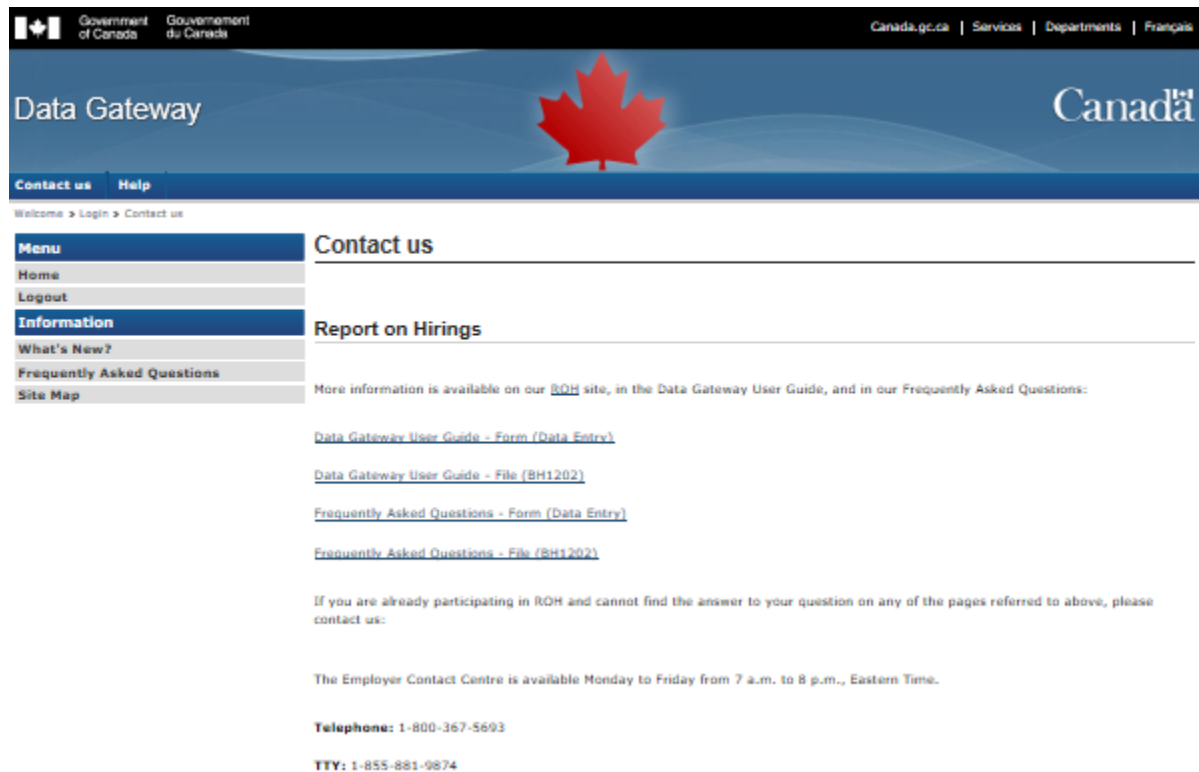 Government of Canada
Gouvernement du Canada
Canada.gc.ca | Services | Departments | Français
Data Gateway
Canada
Contact us Help
Welcome > Login > Contact us
Menu
Home
Logout
Information
What's New?
Frequently Asked Questions
Site Map
Contact us
Report on Hirings
More information is available on our ROH site, in the Data Gateway User Guide, and in our Frequently Asked Questions:
Data Gateway User Guide - Form (Data Entry)
Data Gateway User Guide - File (BH1202)
Frequently Asked Questions - Form (Data Entry)
Frequently Asked Questions - File (BH1202)
If you are already participating in ROH and cannot find the answer to your question on any of the pages referred to above, please
contact us:
The Employer Contact Centre is available Monday to Friday from 7 a.m. to 8 p.m., Eastern Time.
Telephone: 1-800-367-5693
TTY: 1-855-881-9874